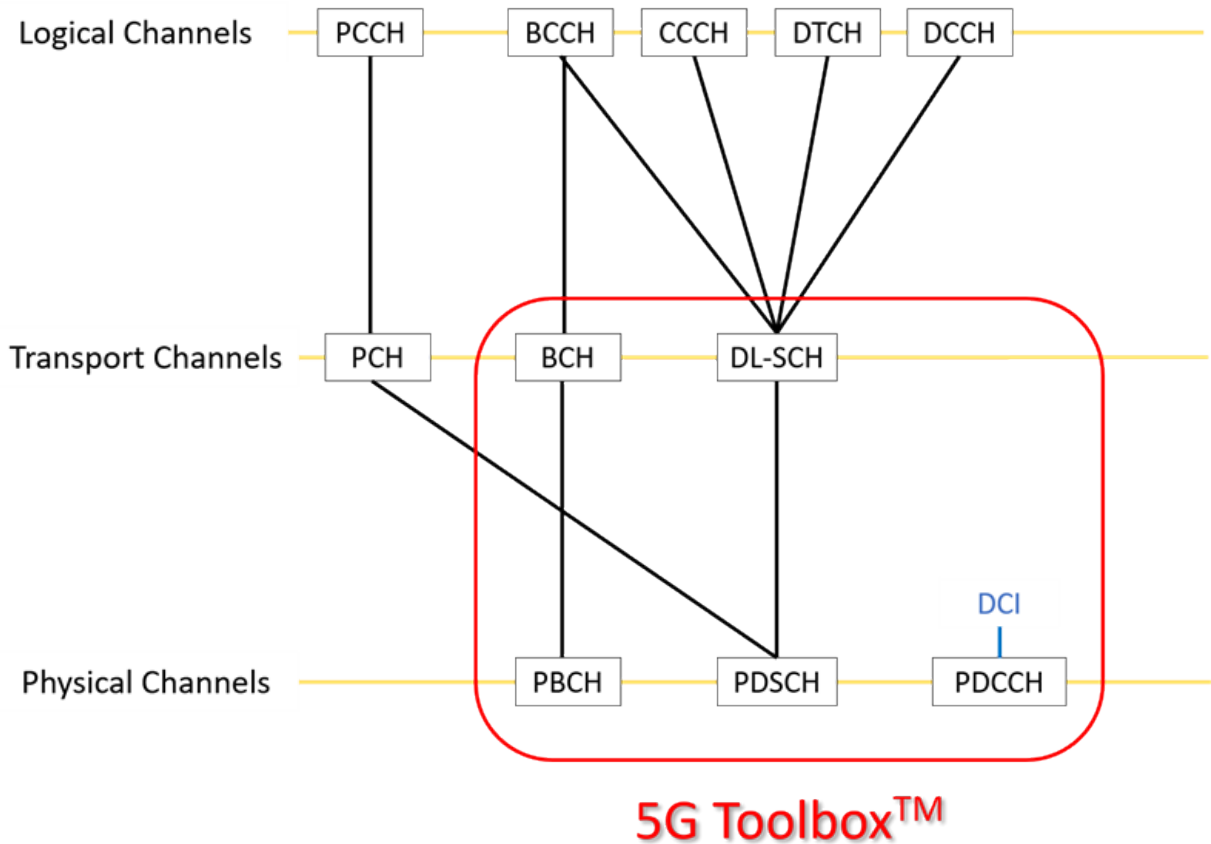 Logical Channels PCCH BCCH CCCH DTCH DCCH
Transport Channels PCH BCH DL-SCH
DCI
Physical Channels PBCH PDSCH PDCCH
5G Toolbox™